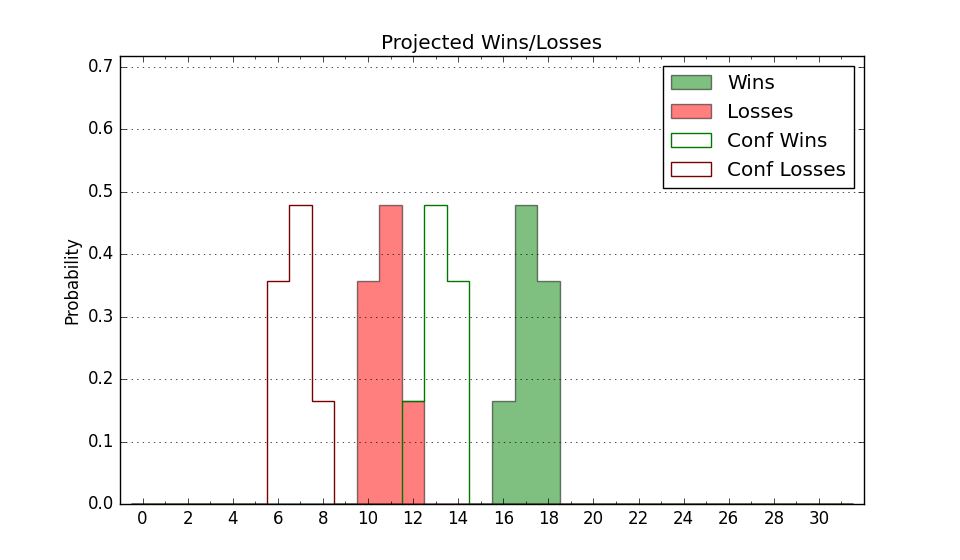 Projected Wins/Losses
Wins
Losses
Conf Wins
Conf Losses
Probability
0.7
0.6
0.5
0.4
0.3
0.2
0.1
0.0
0 2 4 6 8 10 12 14 16 18 20 22 24 26 28 30